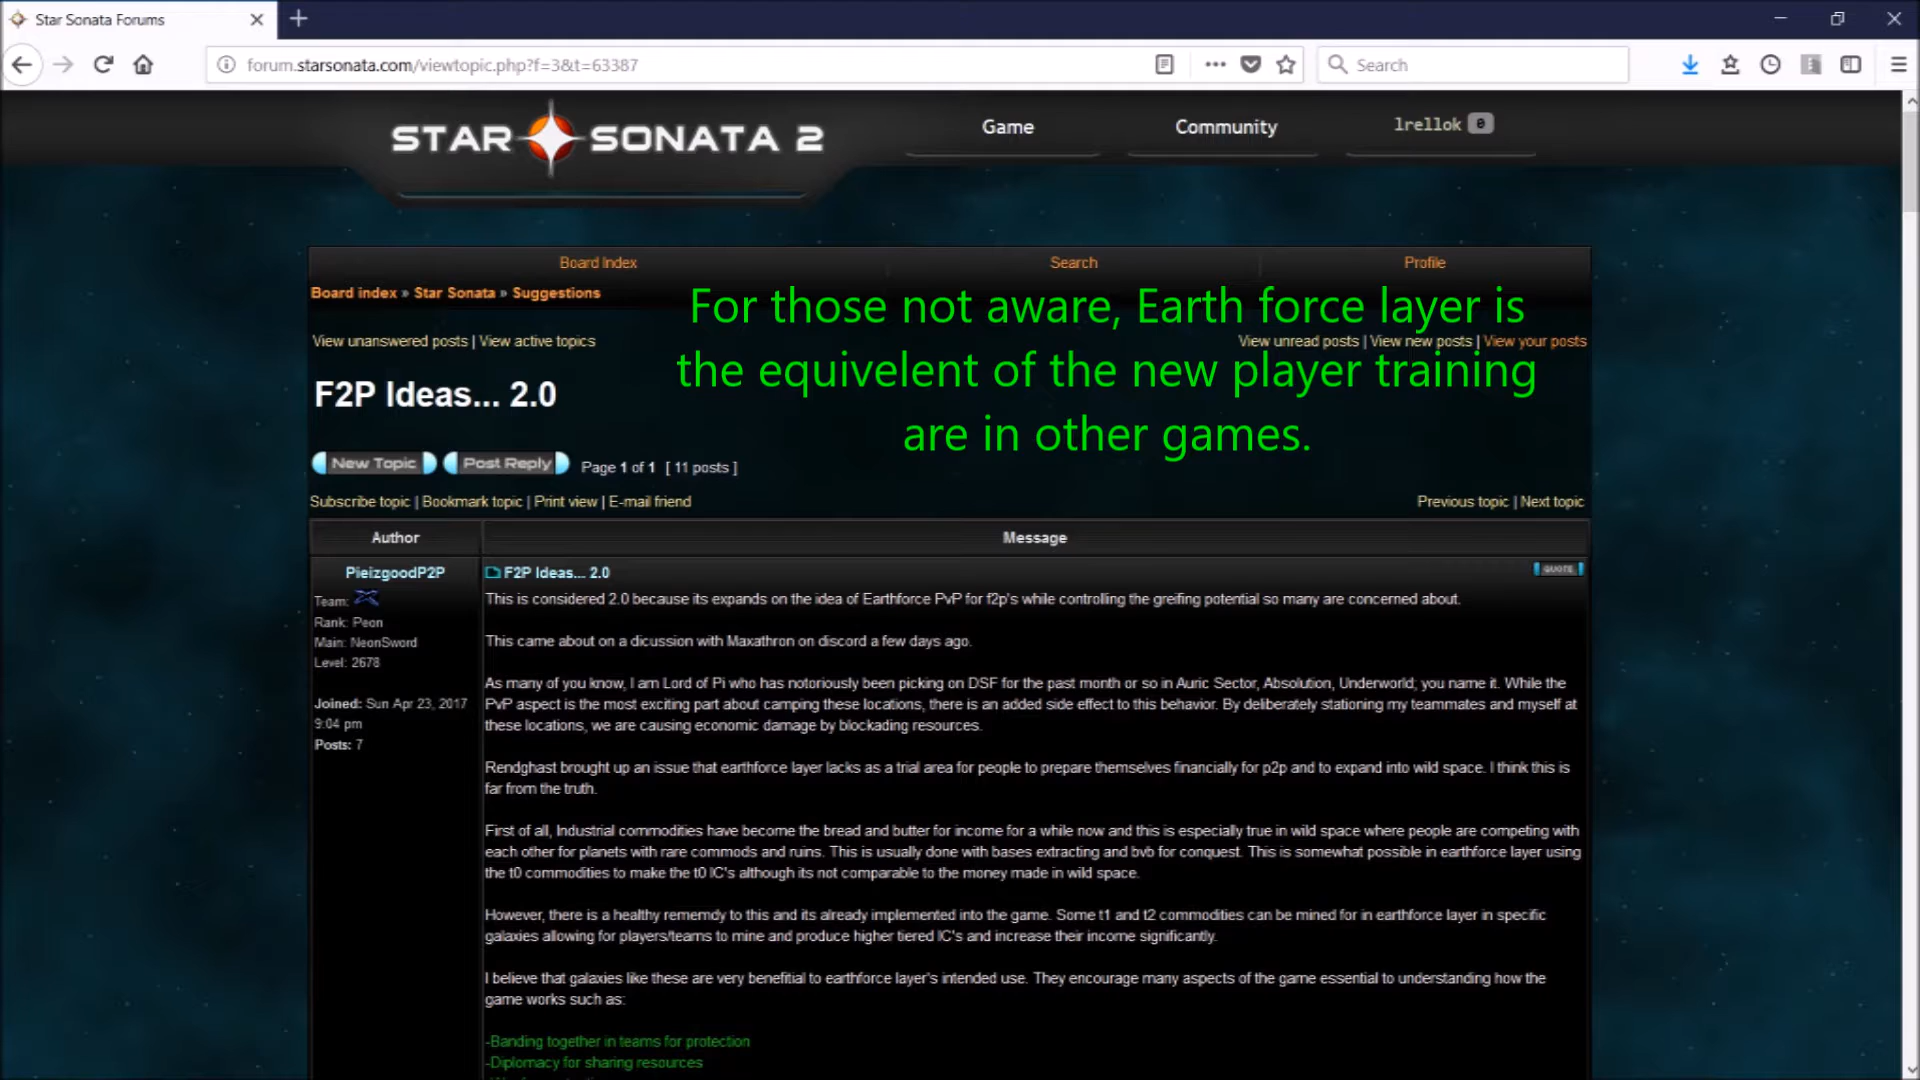 Star Sonata Forums
forum.starsonata.com/viewtopic.php?f=3&t=63387
Search
STAR SONATA 2
Game
Community
lrellok 0
Board Index
Search
Profile
Board index » Star Sonata » Suggestions
For those not aware, Earth force layer is
the equivelent of the new player training
are in other games.
View unanswered posts | View active topics
View unread posts | View new posts | View your posts
F2P Ideas... 2.0
New Topic
Post Reply
Page 1 of 1 [ 11 posts ]
Subscribe topic | Bookmark topic | Print view | E-mail friend
Previous topic | Next topic
Author
Message
PieizgoodP2P
Team:
Rank: Peon
Main: NeonSword
Level: 2678
Joined: Sun Apr 23, 2017
9:04 pm
Posts: 7
F2P Ideas... 2.0
QUOTE
This is considered 2.0 because its expands on the idea of Earthforce PvP for f2p's while controlling the greifing potential so many are concerned about.
This came about on a dicussion with Maxathron on discord a few days ago.
As many of you know, I am Lord of Pi who has notoriously been picking on DSF for the past month or so in Auric Sector, Absolution, Underworld; you name it. While the
PvP aspect is the most exciting part about camping these locations, there is an added side effect to this behavior. By deliberately stationing my teammates and myself at
these locations, we are causing economic damage by blockading resources.
Rendghast brought up an issue that earthforce layer lacks as a trial area for people to prepare themselves financially for p2p and to expand into wild space. I think this is
far from the truth.
First of all, Industrial commodities have become the bread and butter for income for a while now and this is especially true in wild space where people are competing with
each other for planets with rare commods and ruins. This is usually done with bases extracting and bvb for conquest. This is somewhat possible in earthforce layer using
the t0 commodities to make the t0 IC's although its not comparable to the money made in wild space.
However, there is a healthy rememdy to this and its already implemented into the game. Some t1 and t2 commodities can be mined for in earthforce layer in specific
galaxies allowing for players/teams to mine and produce higher tiered IC's and increase their income significantly.
I believe that galaxies like these are very benefitial to earthforce layer's intended use. They encourage many aspects of the game essential to understanding how the
game works such as:
-Banding together in teams for protection
-Diplomacy for sharing resources